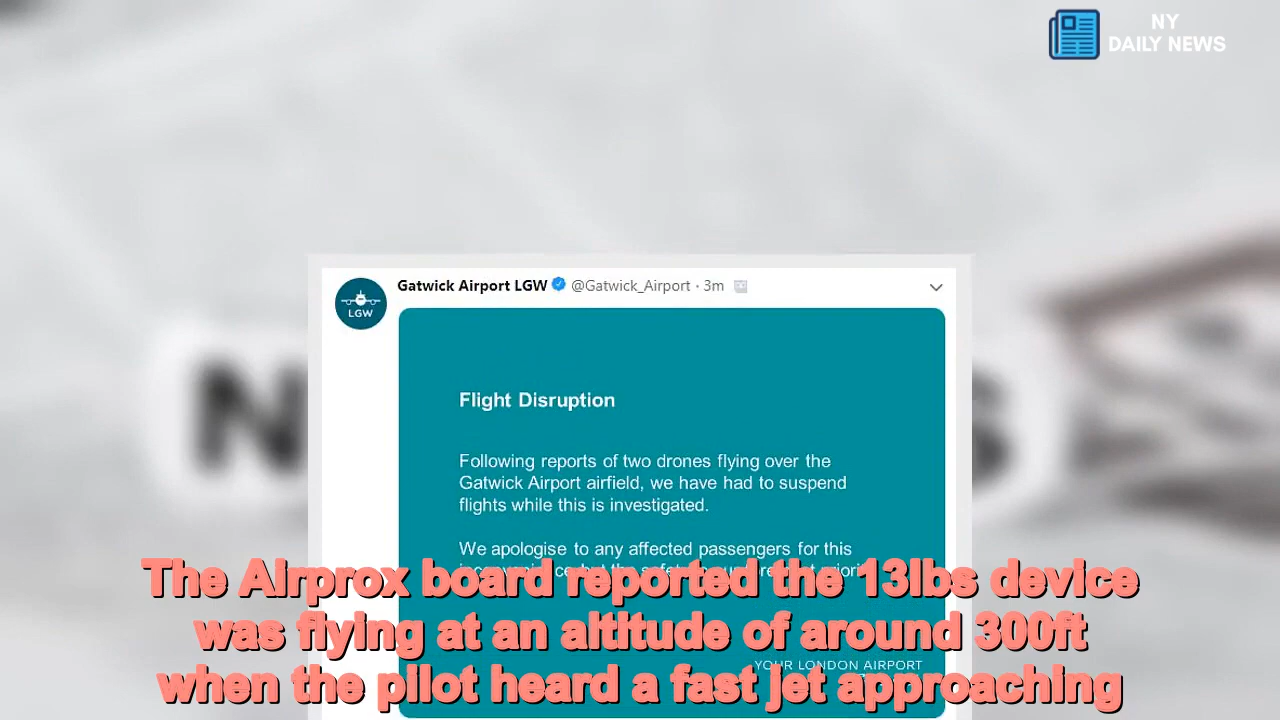 NY
DAILY NEWS
Gatwick Airport LGW @Gatwick_Airport · 3m
LGW
Flight Disruption
Following reports of two drones flying over the
Gatwick Airport airfield, we have had to suspend
flights while this is investigated.
We apologise to any affected passengers for this
The Airprox board reported the 13lbs device
was flying at an altitude of around 300ft
YOUR LONDON AIRPORT
when the pilot heard a fast jet approaching